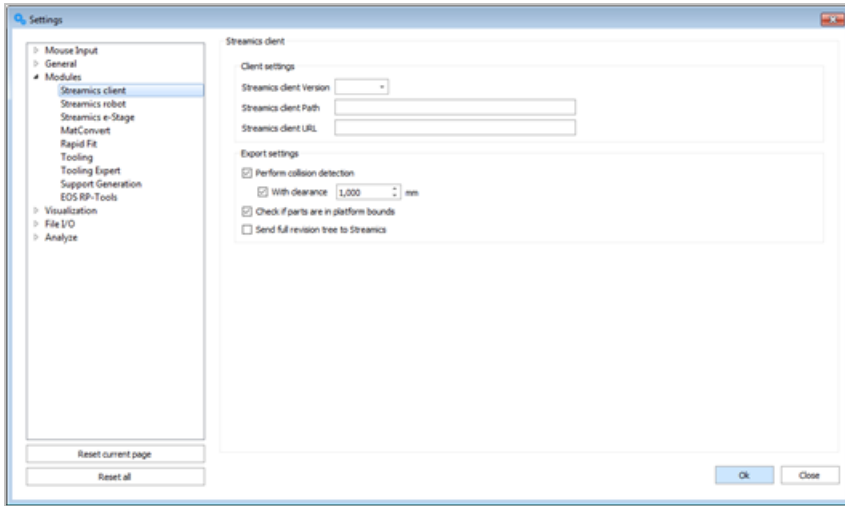 Settings
Mouse Input
General
Modules
Streamics client
Streamics robot
Streamics e-Stage
MatConvert
Rapid Fit
Tooling
Tooling Expert
Support Generation
EOS RP-Tools
Visualization
File I/O
Analyze
Reset current page
Reset all
Streamics client
Client settings
Streamics client Version
Streamics client Path
Streamics client URL
Export settings
Perform collision detection
With clearance 1,000 mm
Check if parts are in platform bounds
Send full revision tree to Streamics
Ok Close